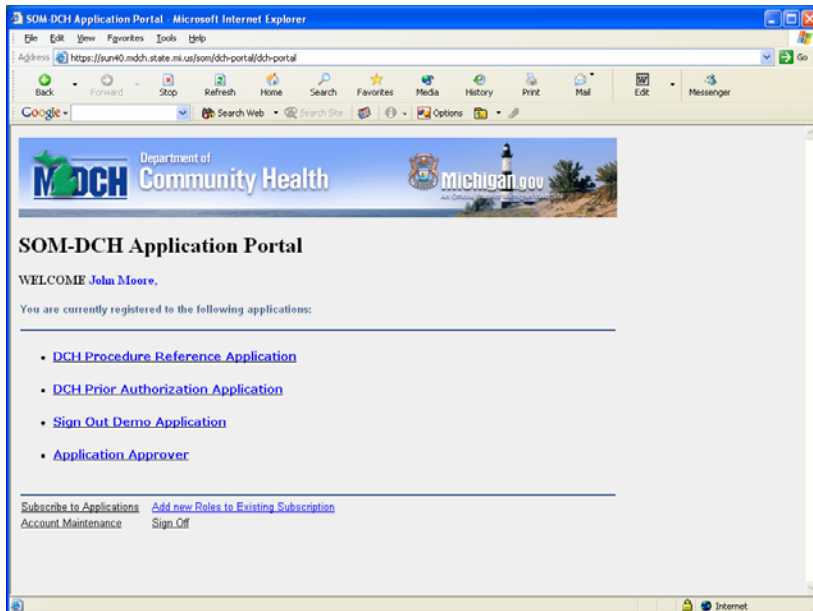 SOM-DCH Application Portal - Microsoft Internet Explorer
File Edit View Favorites Tools Help
Address https://sun40.mdch.state.mi.us/som/dch-portal/dch-portal Go
Back Forward Stop Refresh Home Search Favorites Media History Print Mail Edit Messenger
Google Search Web Search Site Options
MDCH Department of Community Health Michigan.gov
SOM-DCH Application Portal
WELCOME John Moore,
You are currently registered to the following applications:
• DCH Procedure Reference Application
• DCH Prior Authorization Application
• Sign Out Demo Application
• Application Approver
Subscribe to Applications Add new Roles to Existing Subscription
Account Maintenance Sign Off
Internet